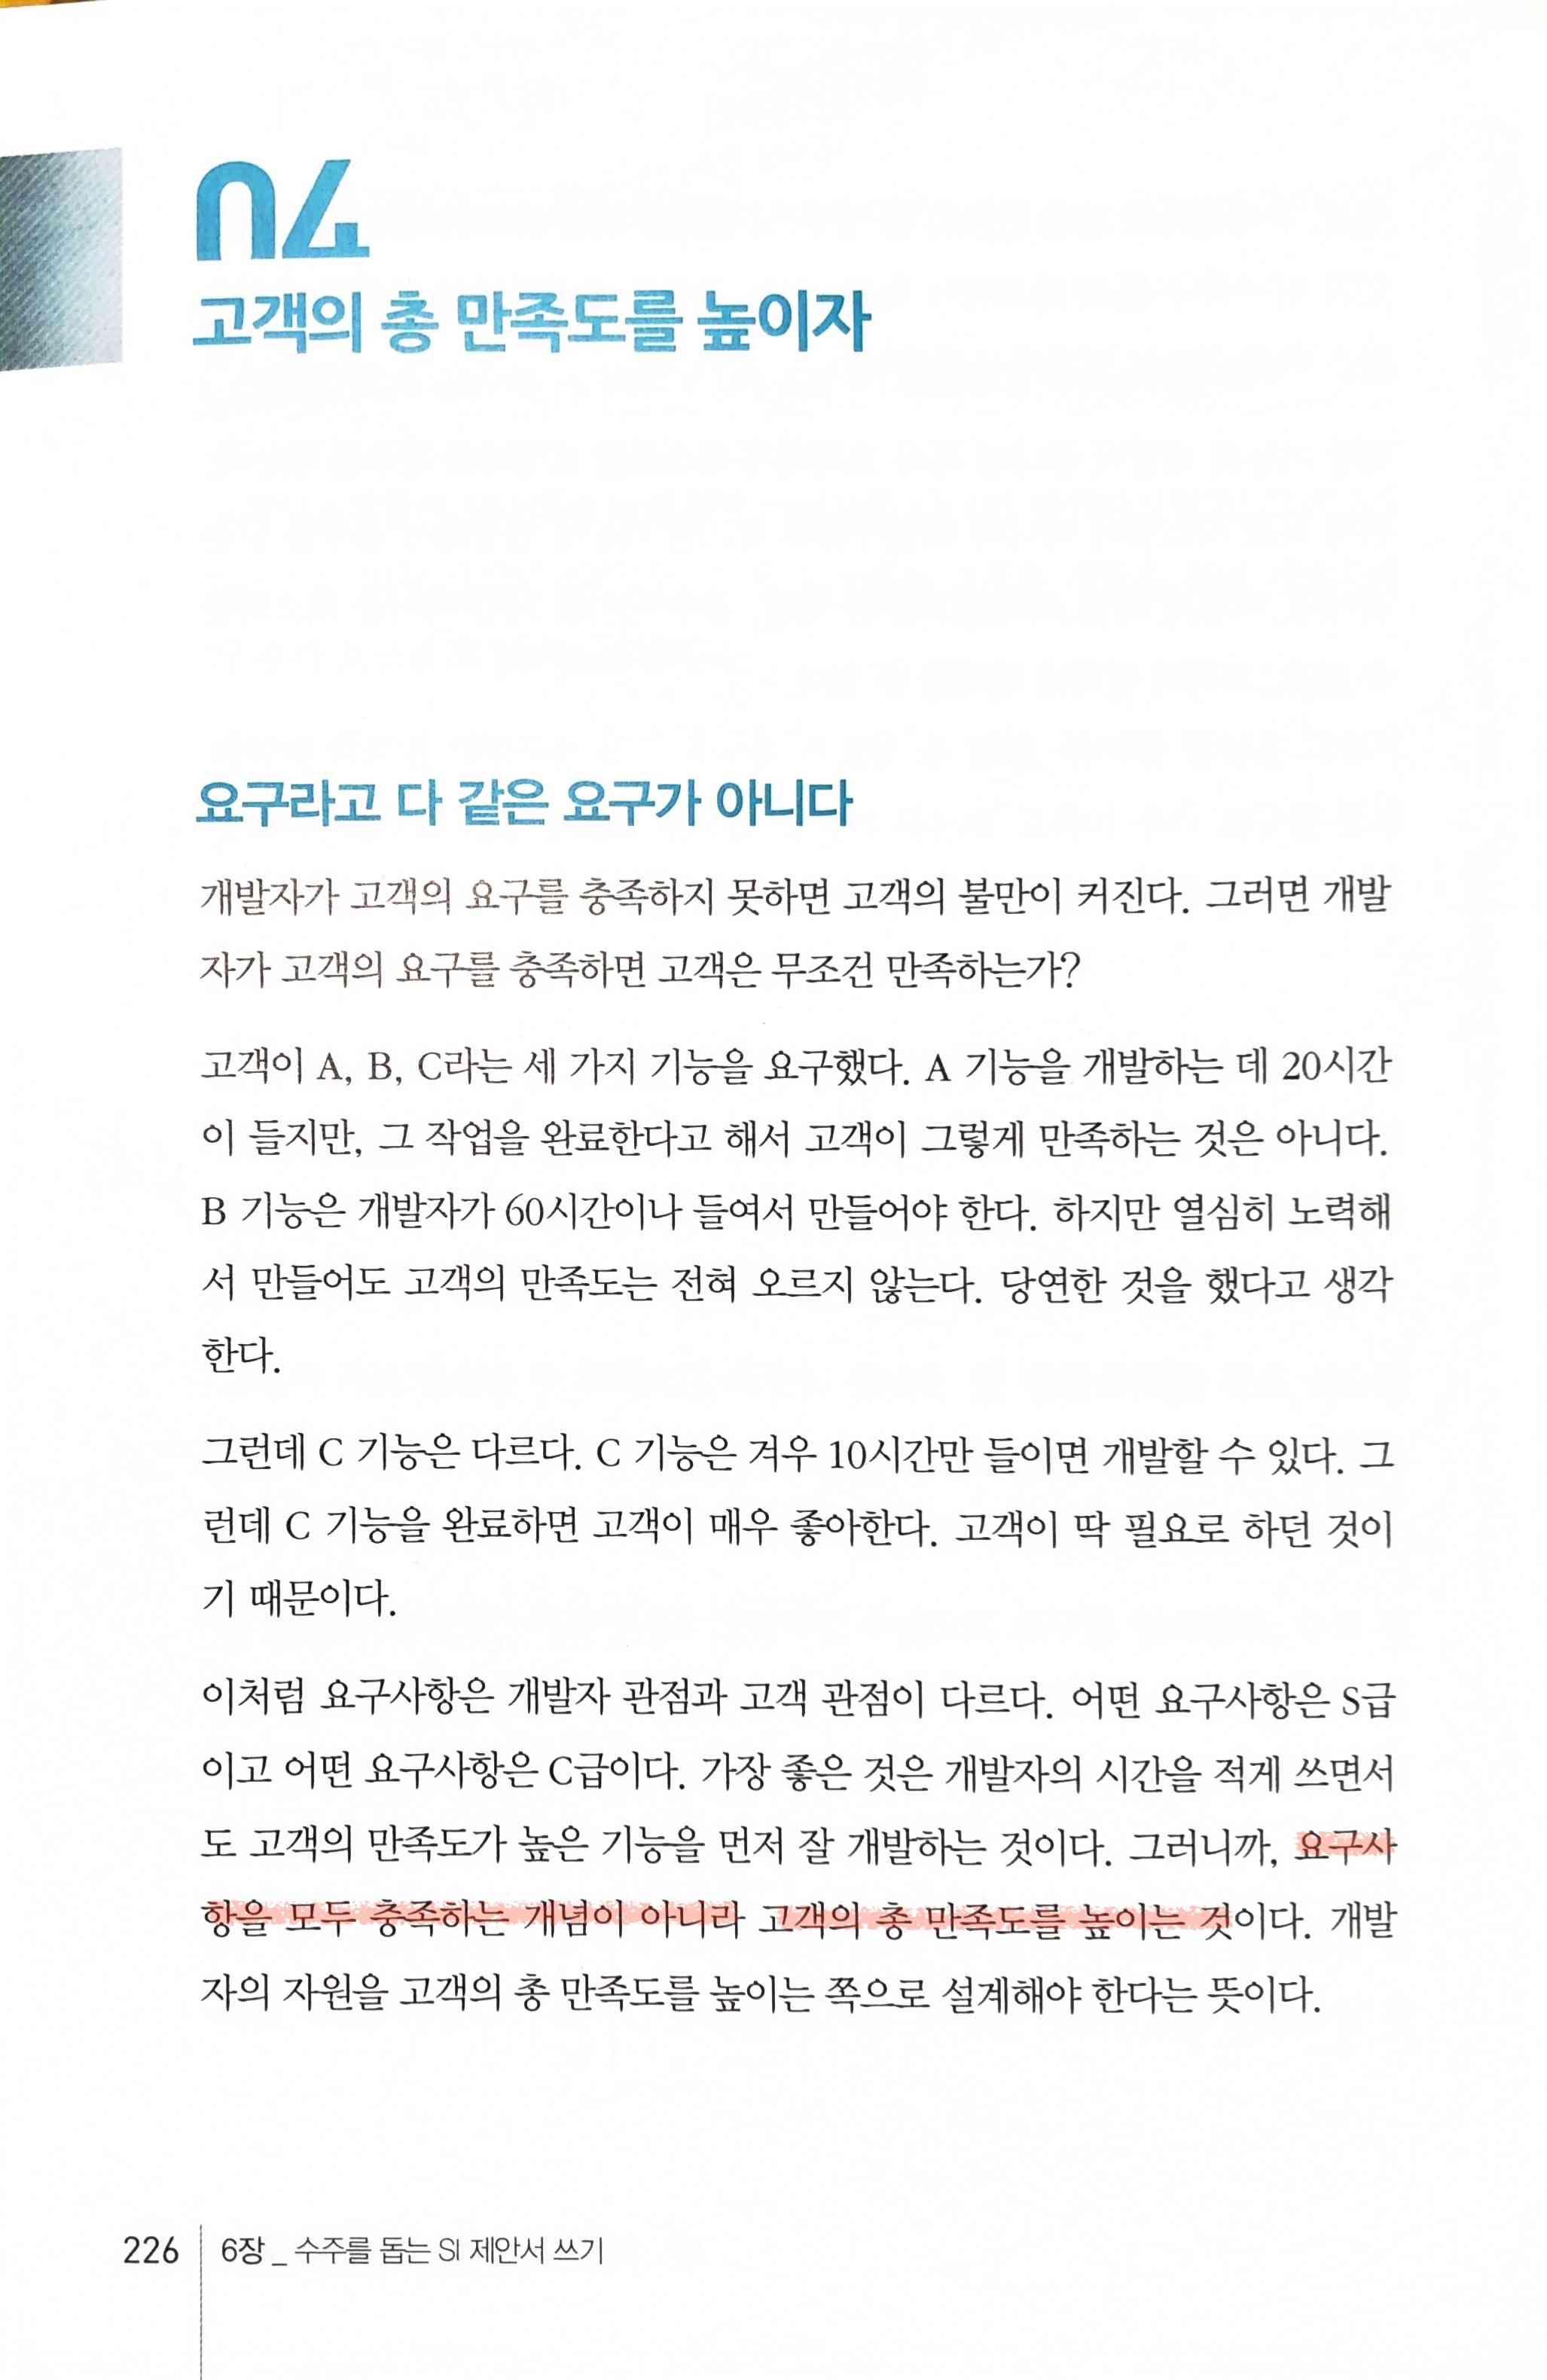 04
고객의 총 만족도를 높이자
요구라고 다 같은 요구가 아니다
개발자가 고객의 요구를 충족하지 못하면 고객의 불만이 커진다. 그러면 개발
자가 고객의 요구를 충족하면 고객은 무조건 만족하는가?
고객이 A, B, C라는 세 가지 기능을 요구했다. A 기능을 개발하는 데 20시간
이 들지만, 그 작업을 완료한다고 해서 고객이 그렇게 만족하는 것은 아니다.
B 기능은 개발자가 60시간이나 들여서 만들어야 한다. 하지만 열심히 노력해
서 만들어도 고객의 만족도는 전혀 오르지 않는다. 당연한 것을 했다고 생각
한다.
그런데 C 기능은 다르다. C 기능은 겨우 10시간만 들이면 개발할 수 있다. 그
런데 C 기능을 완료하면 고객이 매우 좋아한다. 고객이 딱 필요로 하던 것이
기 때문이다.
이처럼 요구사항은 개발자 관점과 고객 관점이 다르다. 어떤 요구사항은 S급
이고 어떤 요구사항은 C급이다. 가장 좋은 것은 개발자의 시간을 적게 쓰면서
도 고객의 만족도가 높은 기능을 먼저 잘 개발하는 것이다. 그러니까, 요구사
항을 모두 충족하는 개념이 아니라 고객의 총 만족도를 높이는 것이다. 개발
자의 자원을 고객의 총 만족도를 높이는 쪽으로 설계해야 한다는 뜻이다.
226 6장 _ 수주를 돕는 SI 제안서 쓰기